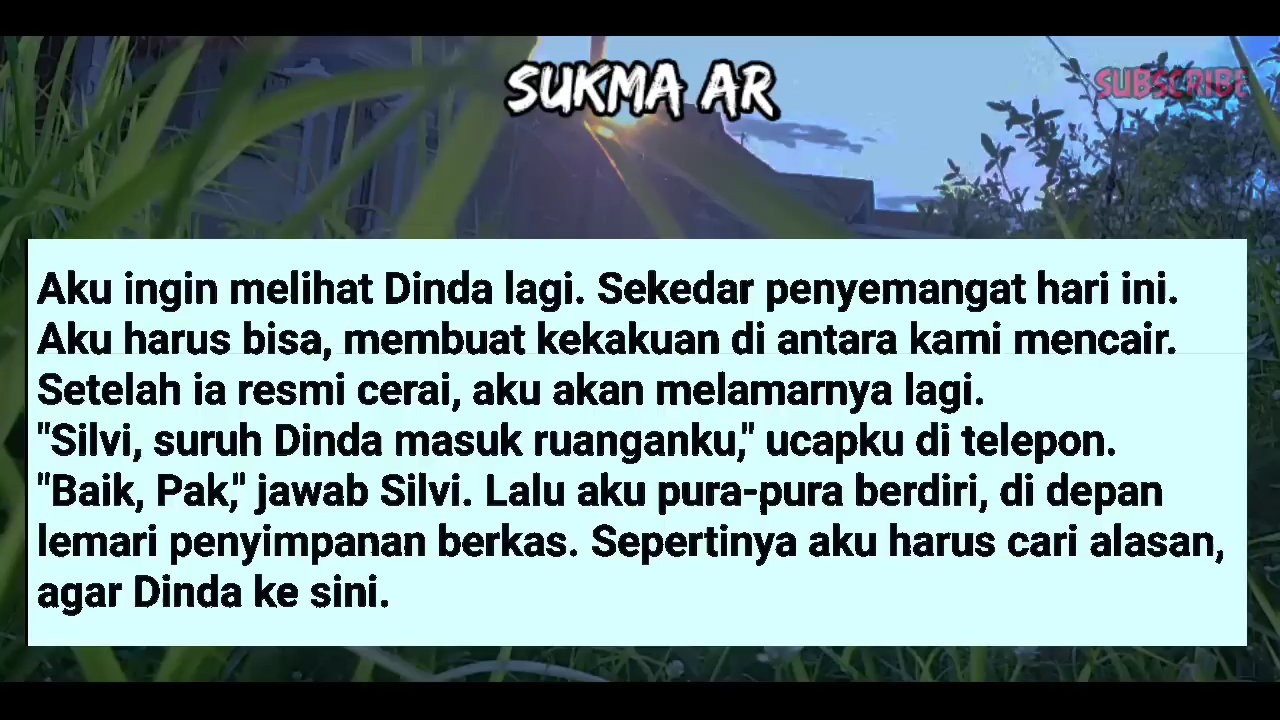 SUKMA AR
SUBSCRIBE
Aku ingin melihat Dinda lagi. Sekedar penyemangat hari ini.
Aku harus bisa, membuat kekakuan di antara kami mencair.
Setelah ia resmi cerai, aku akan melamarnya lagi.
"Silvi, suruh Dinda masuk ruanganku," ucapku di telepon.
"Baik, Pak," jawab Silvi. Lalu aku pura-pura berdiri, di depan
lemari penyimpanan berkas. Sepertinya aku harus cari alasan,
agar Dinda ke sini.